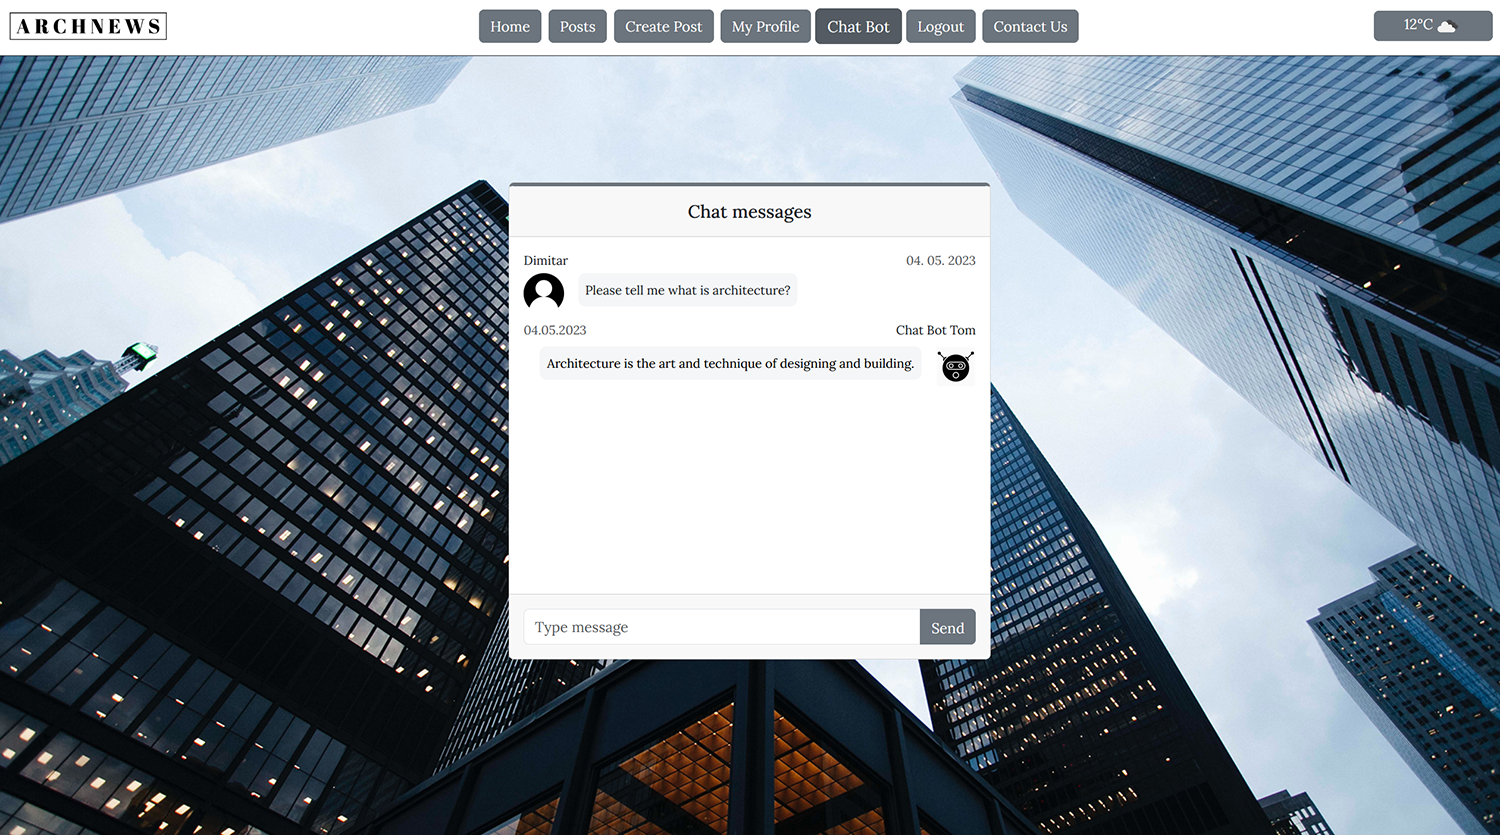 ARCHNEWS
Home Posts Create Post My Profile Chat Bot Logout Contact Us
12°C
Chat messages
Dimitar 04. 05. 2023
Please tell me what is architecture?
04.05.2023 Chat Bot Tom
Architecture is the art and technique of designing and building.
Type message Send